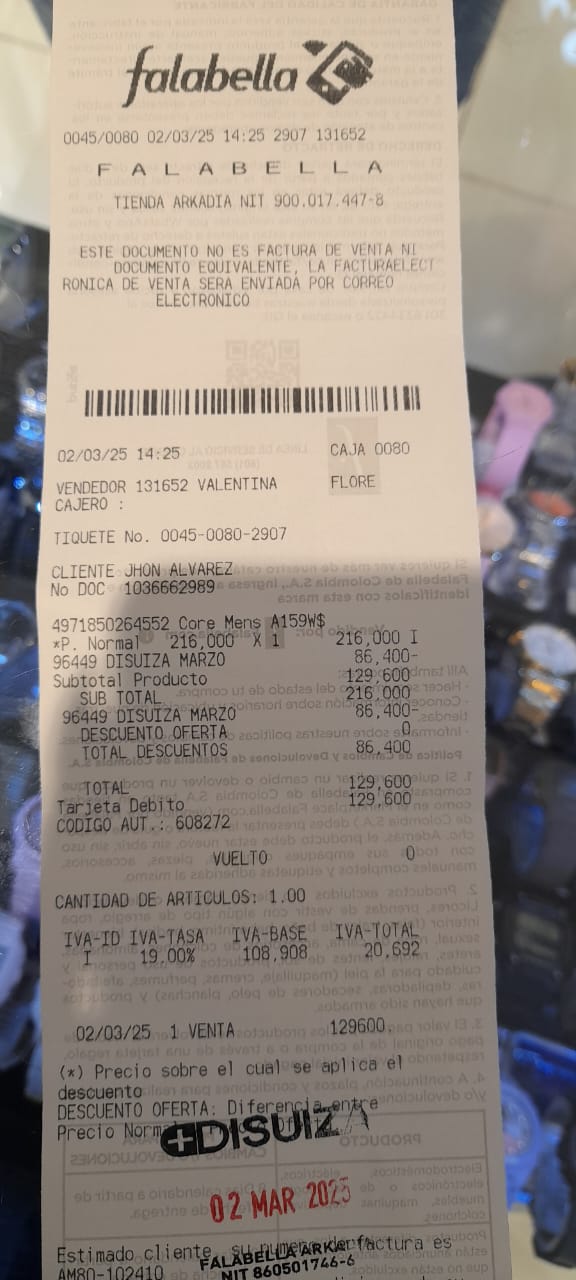 falabella
0045/0080 02/03/25 14:25 2907 131652
F A L A B E L L A
TIENDA ARKADIA NIT 900.017.447-8
ESTE DOCUMENTO NO ES FACTURA DE VENTA NI
DOCUMENTO EQUIVALENTE, LA FACTURAELECT
RONICA DE VENTA SERA ENVIADA POR CORREO
ELECTRONICO
02/03/25 14:25 CAJA 0080
VENDEDOR 131652 VALENTINA FLORE
CAJERO :
TIQUETE No. 0045-0080-2907
CLIENTE JHON ALVAREZ
No DOC 1036662989
4971850264552 Core Mens A159W$
*P. Normal 216,000 X 1 216,000 I
96449 DISUIZA MARZO 86,400-
Subtotal Producto 129,600
SUB TOTAL 216,000
96449 DISUIZA MARZO 86,400-
DESCUENTO OFERTA 0
TOTAL DESCUENTOS 86,400
TOTAL 129,600
Tarjeta Debito 129,600
CODIGO AUT.: 608272
VUELTO 0
CANTIDAD DE ARTICULOS: 1.00
IVA-ID IVA-TASA IVA-BASE IVA-TOTAL
I 19.00% 108,908 20,692
02/03/25 1 VENTA 129600,
(*) Precio sobre el cual se aplica el
descuento
DESCUENTO OFERTA: Diferencia entre
Precio
DISUIZA
02 MAR 2025
Estimado cliente, su numero de factura es
FALABELLA ARKA
AM80-102410
NIT 860501746-6